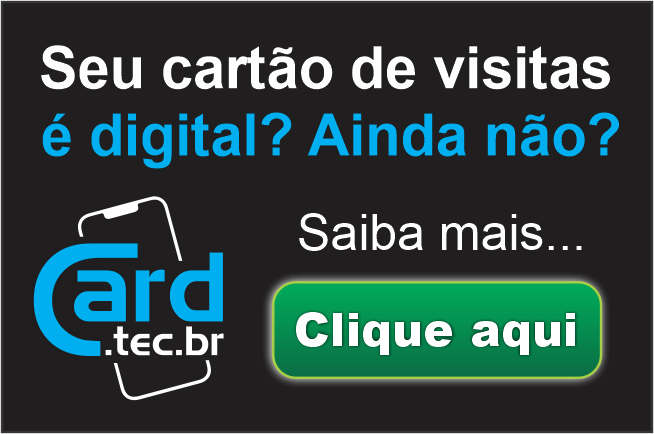 Seu cartão de visitas
é digital? Ainda não?
Saiba mais...
Card
.tec.br
Clique aqui